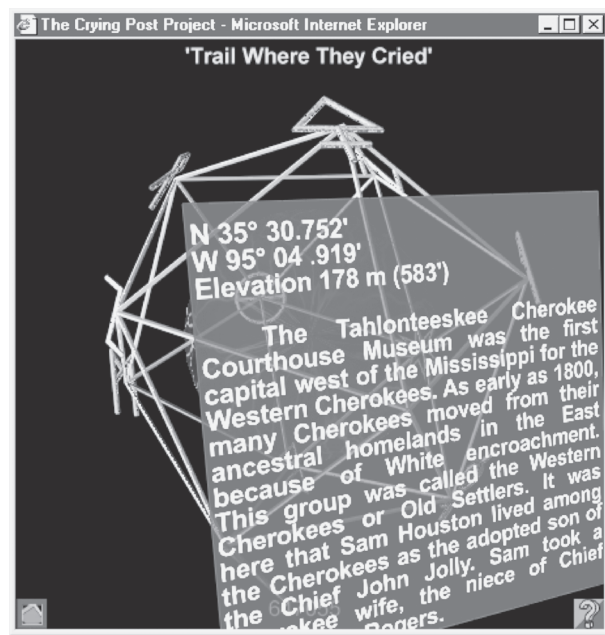 The Crying Post Project - Microsoft Internet Explorer
'Trail Where They Cried'
N 35° 30.752'
W 95° 04 .919'
Elevation 178 m (583')
The Tahlonteeskee Cherokee
Courthouse Museum was the first
capital west of the Mississippi for the
Western Cherokees. As early as 1800,
many Cherokees moved from their
ancestral homelands in the East
because of White encroachment.
This group was called the Western
Cherokees or Old Settlers. It was
here that Sam Houston lived among
the Cherokees as the adopted son of
the Chief John Jolly. Sam took a
wife, the niece of Chief
Rogers.